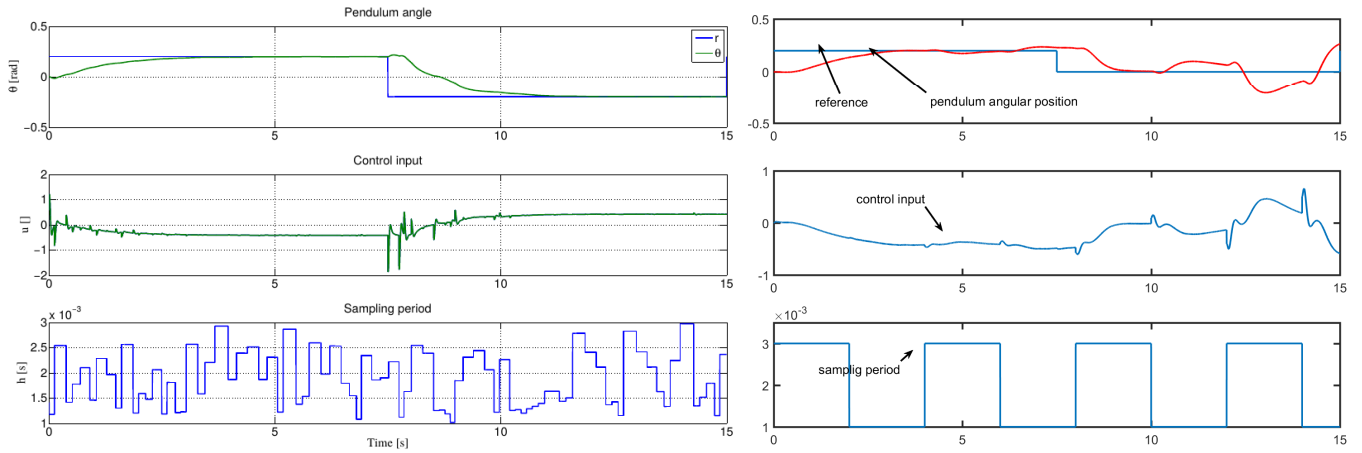 Pendulum angle
0.5
0
−0.5
θ [rad]
r
θ
0 5 10 15
Control input
2
1
0
−1
−2
u []
0 5 10 15
Sampling period
x 10−3
3
2.5
2
1.5
1
h [s]
0 5 10 15
Time [s]
0.5
0
-0.5
reference
pendulum angular position
0 5 10 15
1
0
-1
control input
0 5 10 15
×10-3
3
2
1
samplig period
0 5 10 15